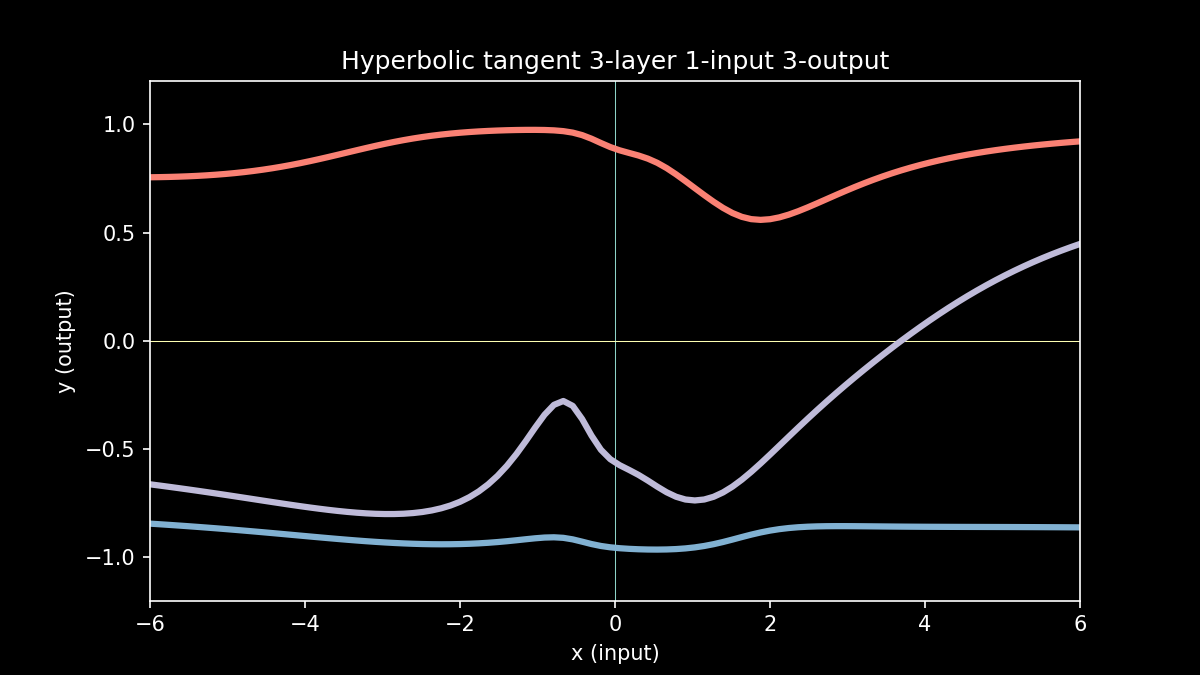 Hyperbolic tangent 3-layer 1-input 3-output
1.0
0.5
0.0
−0.5
−1.0
y (output)
−6 −4 −2 0 2 4 6
x (input)